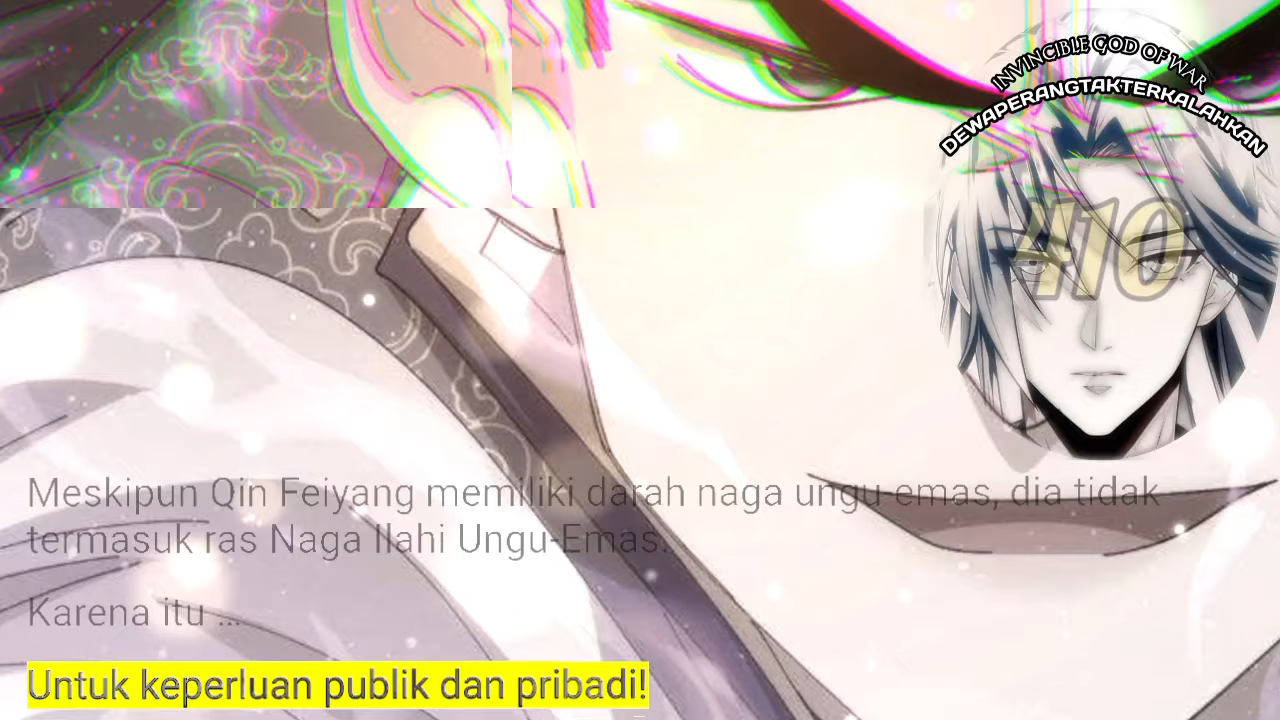 INVINCIBLE GOD OF WAR
DEWAPERANGTAKTERKALAHKAN
410
Meskipun Qin Feiyang memiliki darah naga ungu emas, dia tidak
termasuk ras Naga Ilahi Ungu-Emas.
Karena itu ...
Untuk keperluan publik dan pribadi!